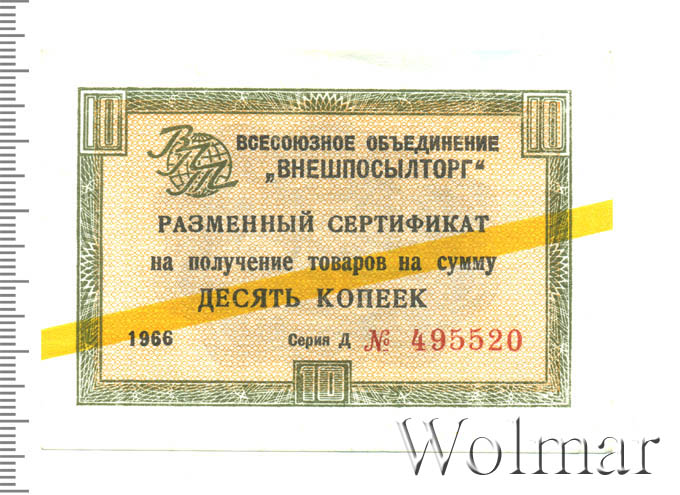 10 10
ВПТ
ВСЕСОЮЗНОЕ ОБЪЕДИНЕНИЕ
„ВНЕШПОСЫЛТОРГ“
РАЗМЕННЫЙ СЕРТИФИКАТ
на получение товаров на сумму
ДЕСЯТЬ КОПЕЕК
1966 Серия Д № 495520
10
Wolmar